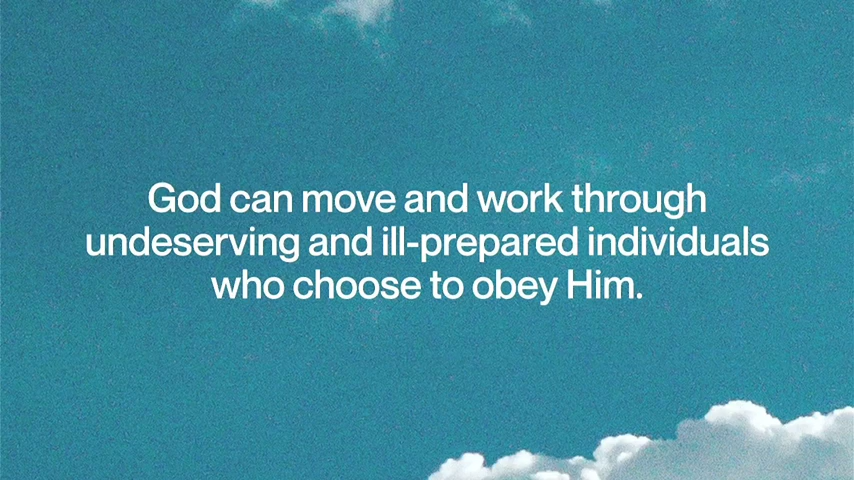 God can move and work through
undeserving and ill-prepared individuals
who choose to obey Him.